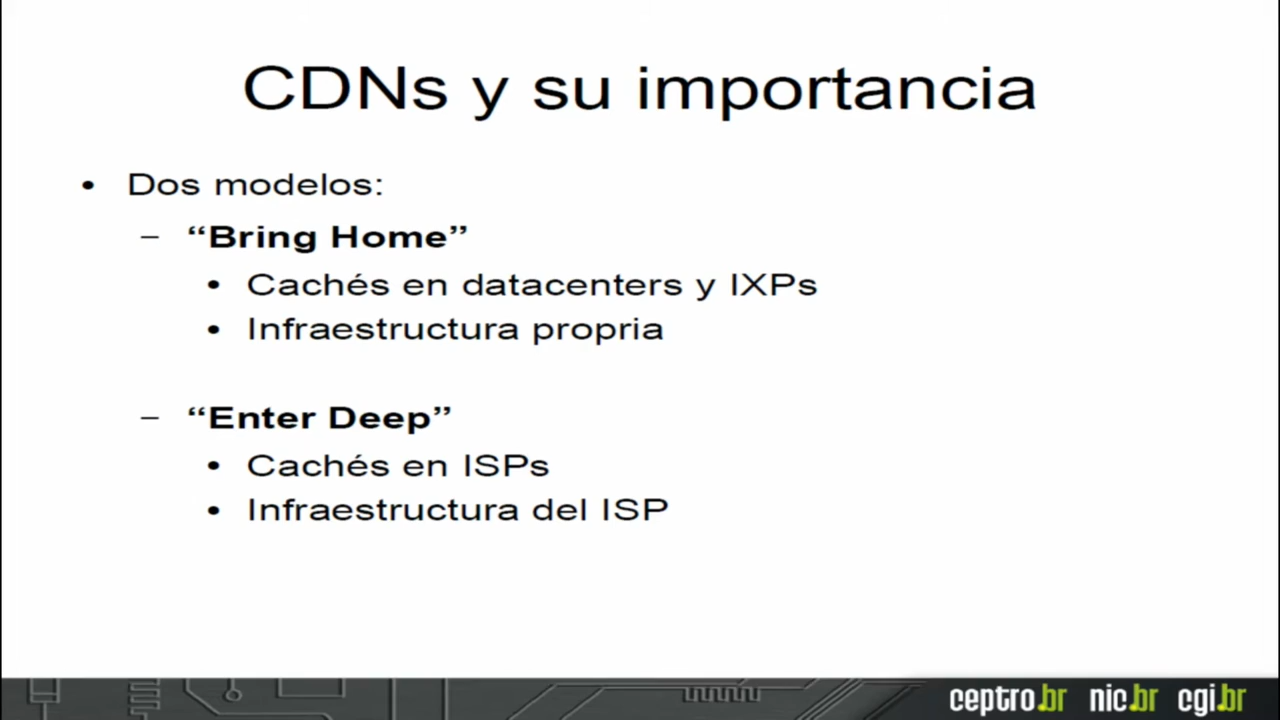 CDNs y su importancia
• Dos modelos:
– “Bring Home”
• Cachés en datacenters y IXPs
• Infraestructura propria
– “Enter Deep”
• Cachés en ISPs
• Infraestructura del ISP
ceptro.br nic.br cgi.br